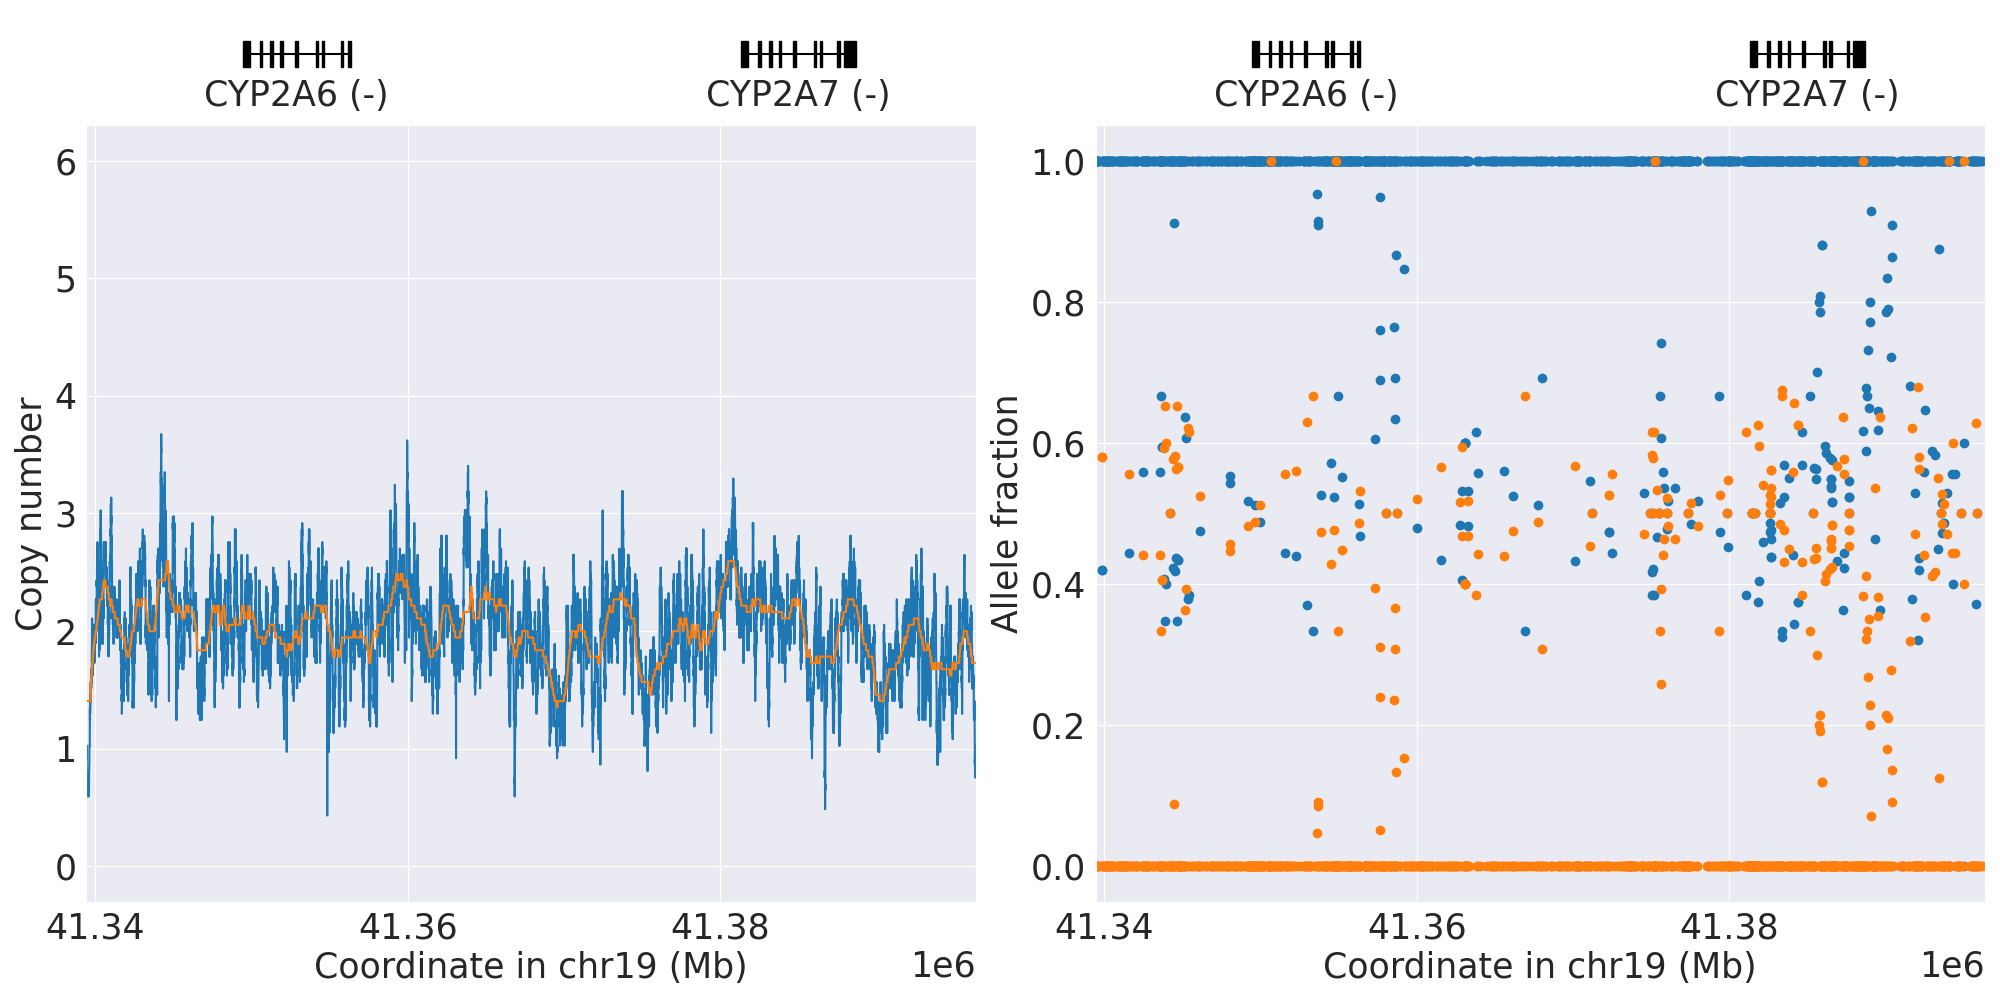 CYP2A6 (-)
CYP2A7 (-)
CYP2A6 (-)
CYP2A7 (-)
6
5
4
3
2
1
0
Copy number
41.34
41.36
41.38
Coordinate in chr19 (Mb)
1e6
1.0
0.8
0.6
0.4
0.2
0.0
Allele fraction
41.34
41.36
41.38
Coordinate in chr19 (Mb)
1e6